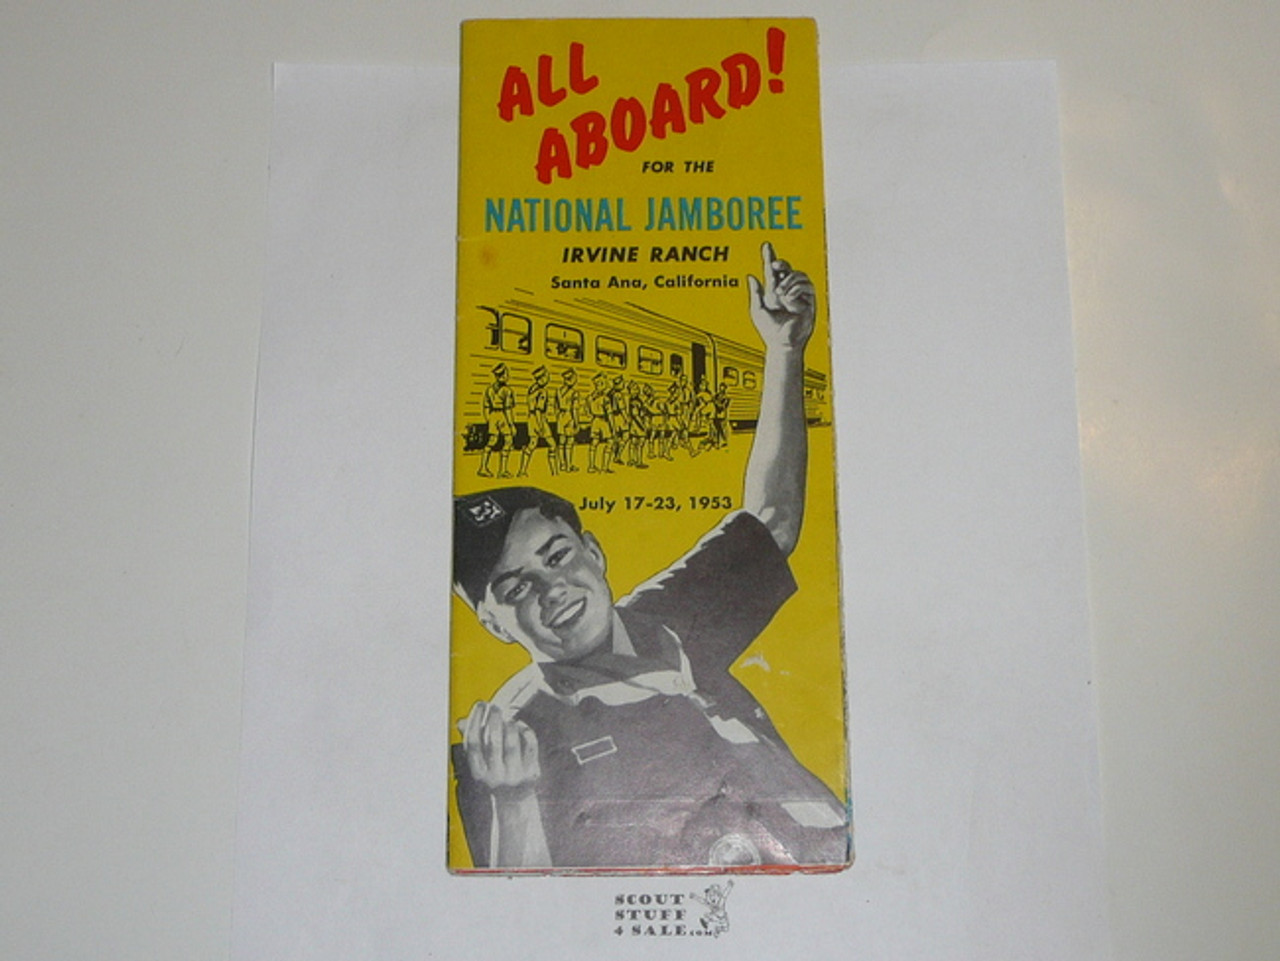 ALL
ABOARD!
FOR THE
NATIONAL JAMBOREE
IRVINE RANCH
Santa Ana, California
July 17-23, 1953
SCOUT
STUFF
4 SALE.COM